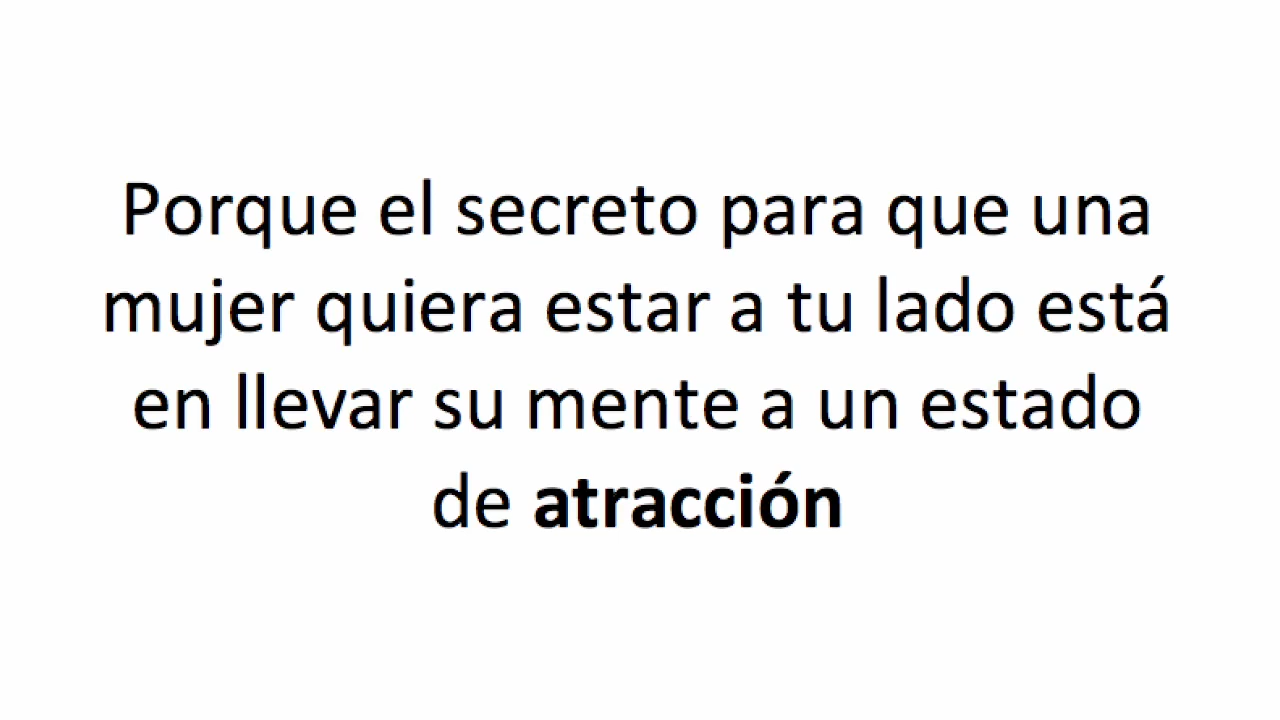 Porque el secreto para que una
mujer quiera estar a tu lado está
en llevar su mente a un estado
de atracción